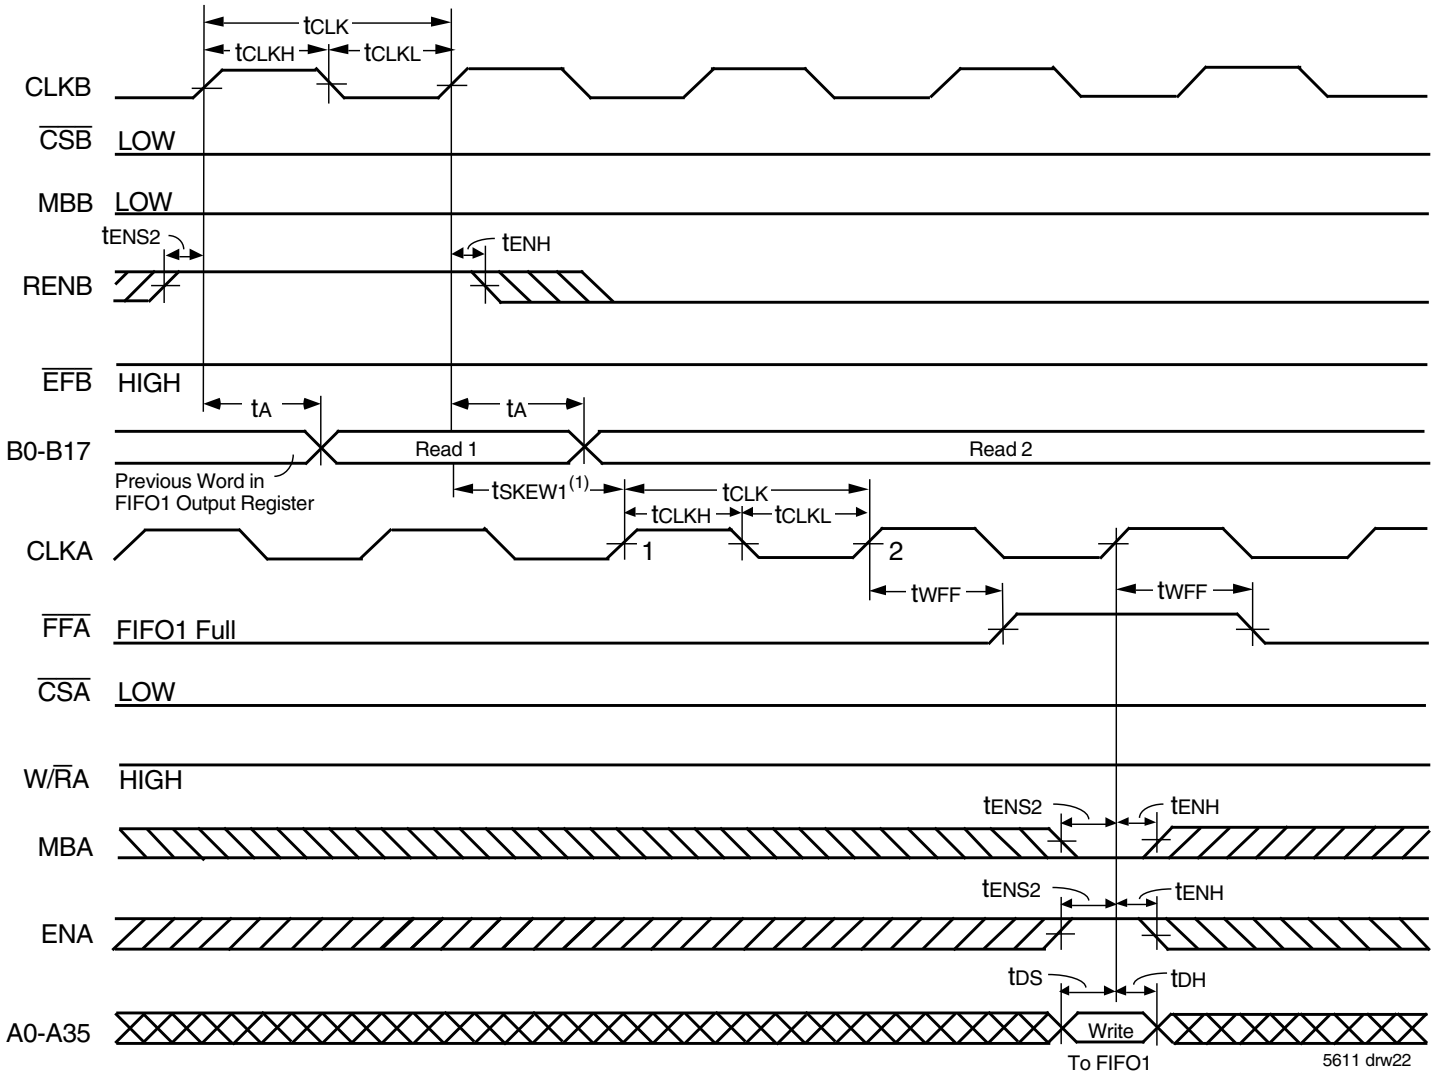 tCLK
tCLKH tCLKL
CLKB
CSB LOW
MBB LOW
tENS2 tENH
RENB
EFB HIGH
tA tA
B0-B17 Read 1 Read 2
Previous Word in
FIFO1 Output Register
tSKEW1(1) tCLK
tCLKH tCLKL
CLKA 1 2
tWFF tWFF
FFA FIFO1 Full
CSA LOW
W/RA HIGH
tENS2 tENH
MBA
tENS2 tENH
ENA
tDS tDH
A0-A35 Write
To FIFO1 5611 drw22